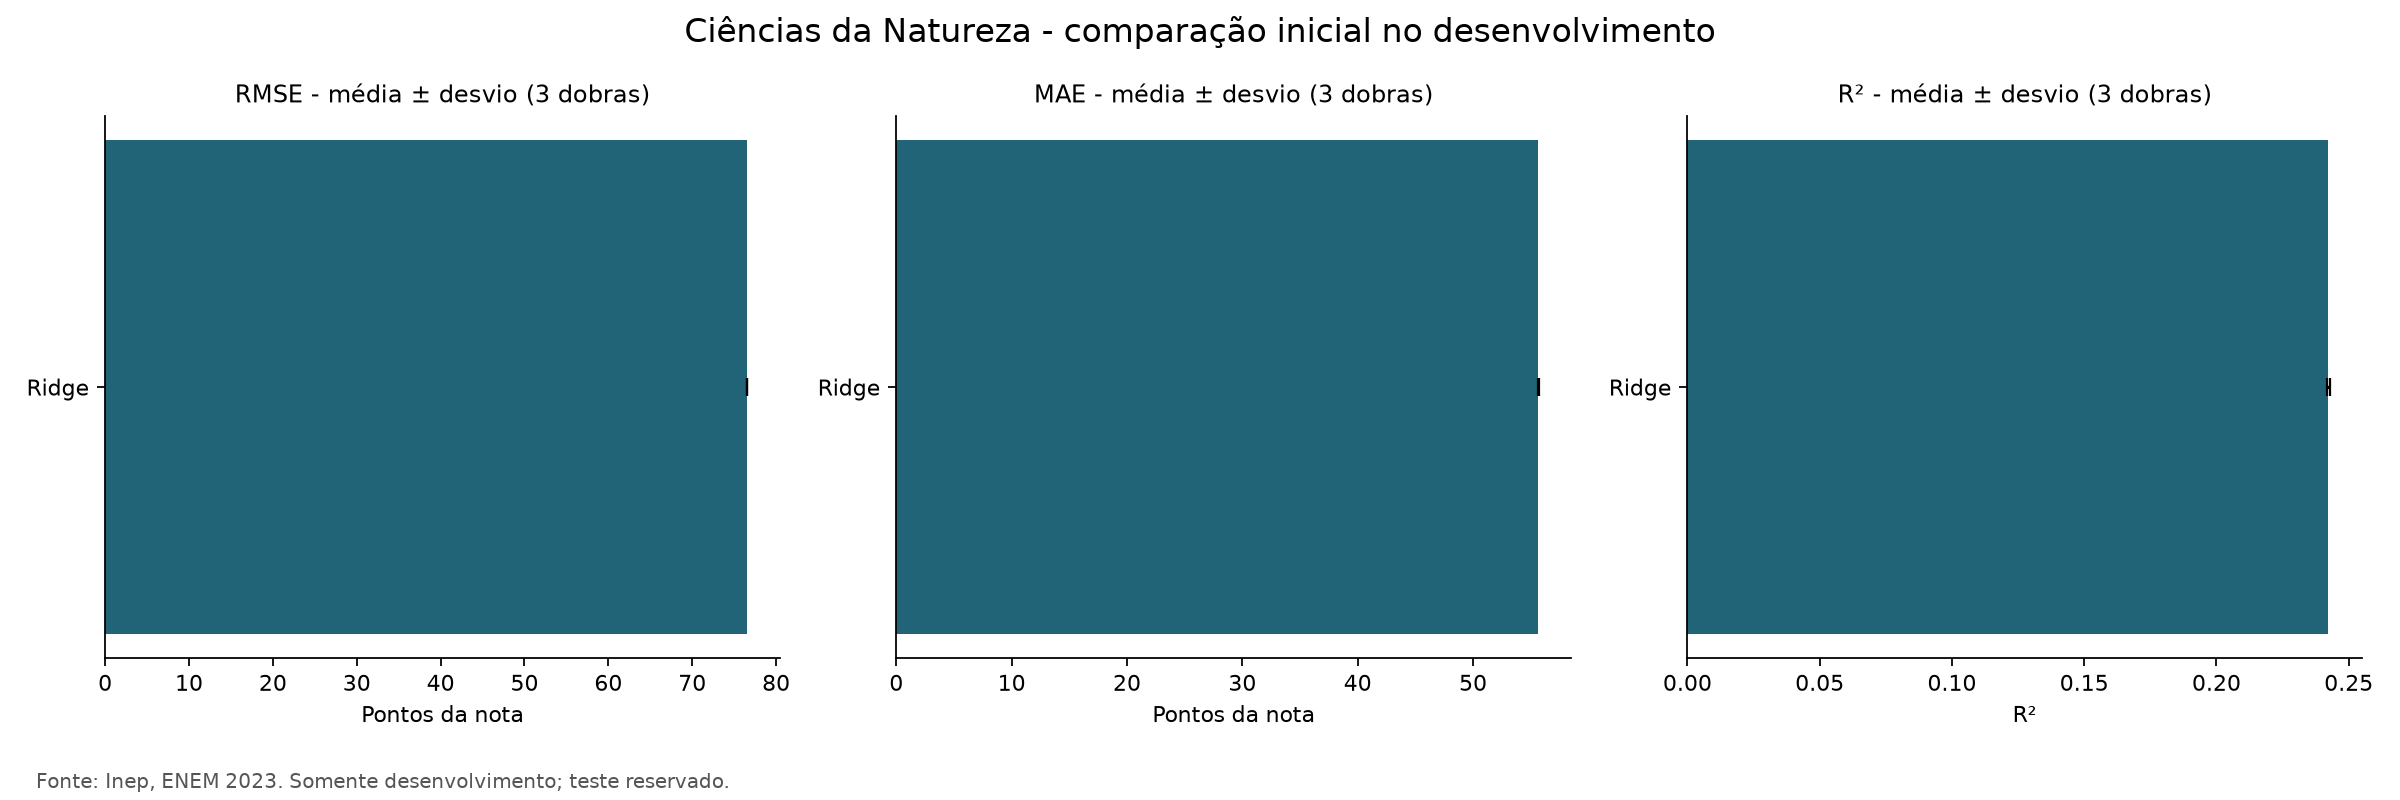 Ciências da Natureza - comparação inicial no desenvolvimento
RMSE - média ± desvio (3 dobras)
Ridge
0 10 20 30 40 50 60 70 80
Pontos da nota
MAE - média ± desvio (3 dobras)
Ridge
0 10 20 30 40 50
Pontos da nota
R² - média ± desvio (3 dobras)
Ridge
0.00 0.05 0.10 0.15 0.20 0.25
R²
Fonte: Inep, ENEM 2023. Somente desenvolvimento; teste reservado.